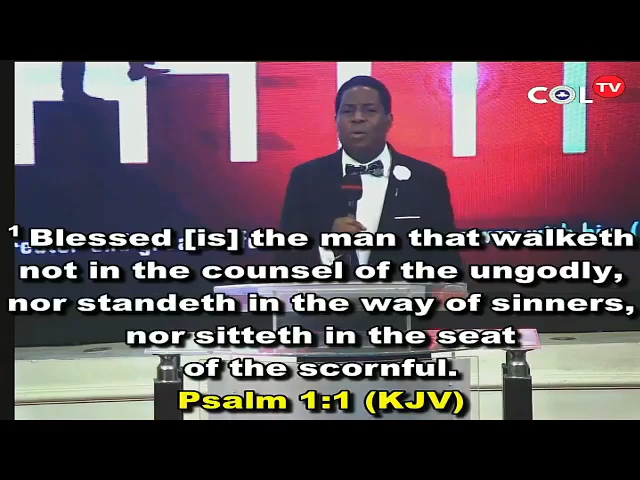 COL TV
¹ Blessed [is] the man that walketh
not in the counsel of the ungodly,
nor standeth in the way of sinners,
nor sitteth in the seat
of the scornful.
Psalm 1:1 (KJV)